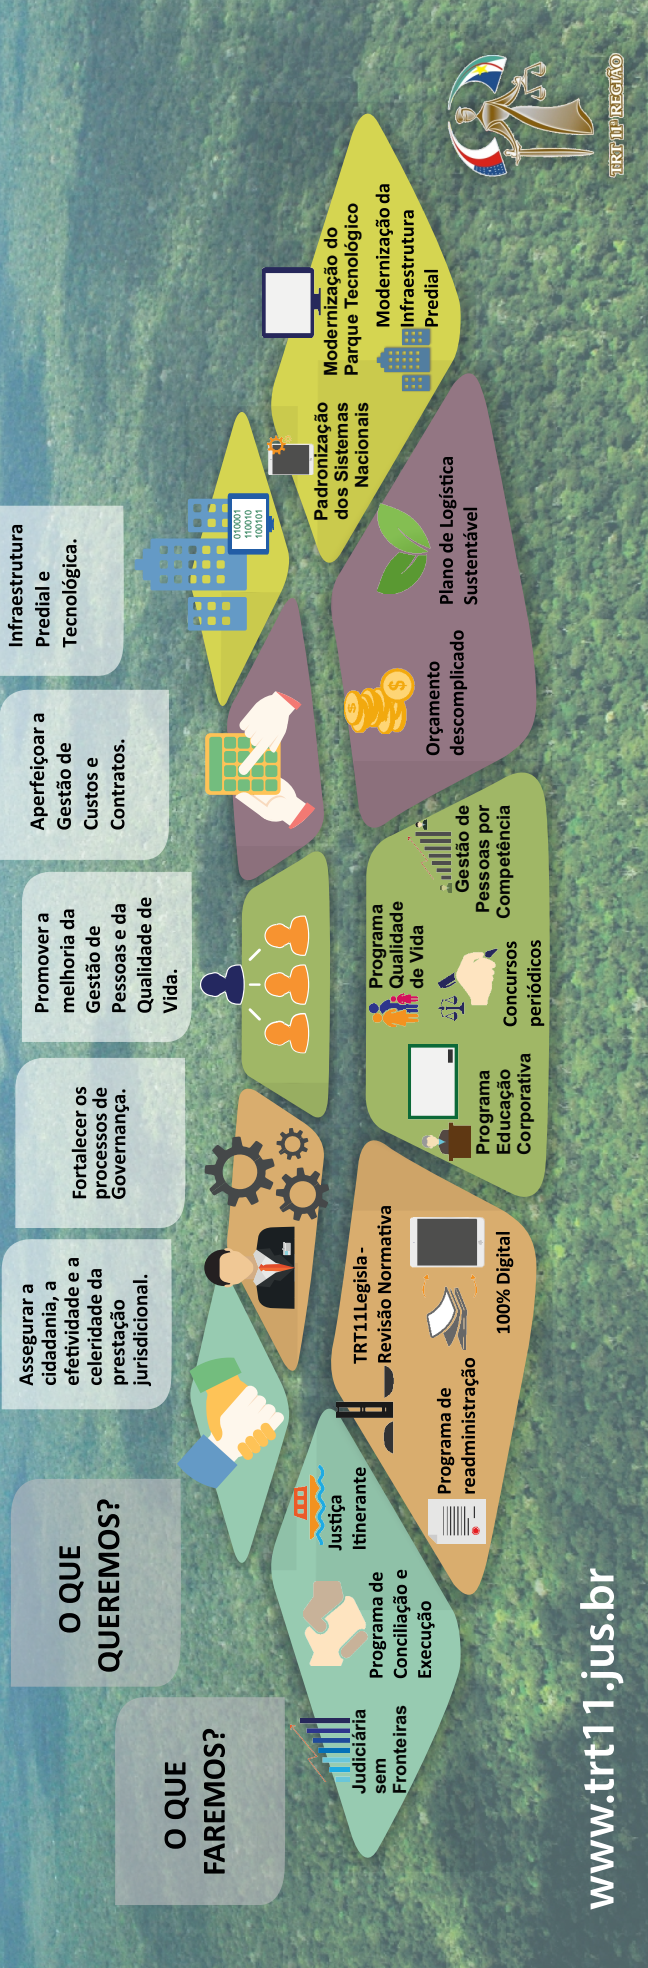 O QUE
QUEREMOS?
Assegurar a
cidadania, a
efetividade e a
celeridade da
prestação
jurisdicional.
Fortalecer os
processos de
Governança.
Promover a
melhoria da
Gestão de
Pessoas e da
Qualidade de
Vida.
Aperfeiçoar a
Gestão de
Custos e
Contratos.
Infraestrutura
Predial e
Tecnológica.
010001
110010
100101
O QUE
FAREMOS?
Judiciária
sem
Fronteiras
Programa de
Conciliação e
Execução
Justiça
Itinerante
Programa de
readministração
TRT11Legisla -
Revisão Normativa
100% Digital
Programa
Educação
Corporativa
Programa
Qualidade
de Vida
Concursos
periódicos
Gestão de
Pessoas por
Competência
Orçamento
descomplicado
Plano de Logística
Sustentável
Padronização
dos Sistemas
Nacionais
Modernização do
Parque Tecnológico
Modernização da
Infraestrutura
Predial
www.trt11.jus.br
TRT 11ª REGIÃO